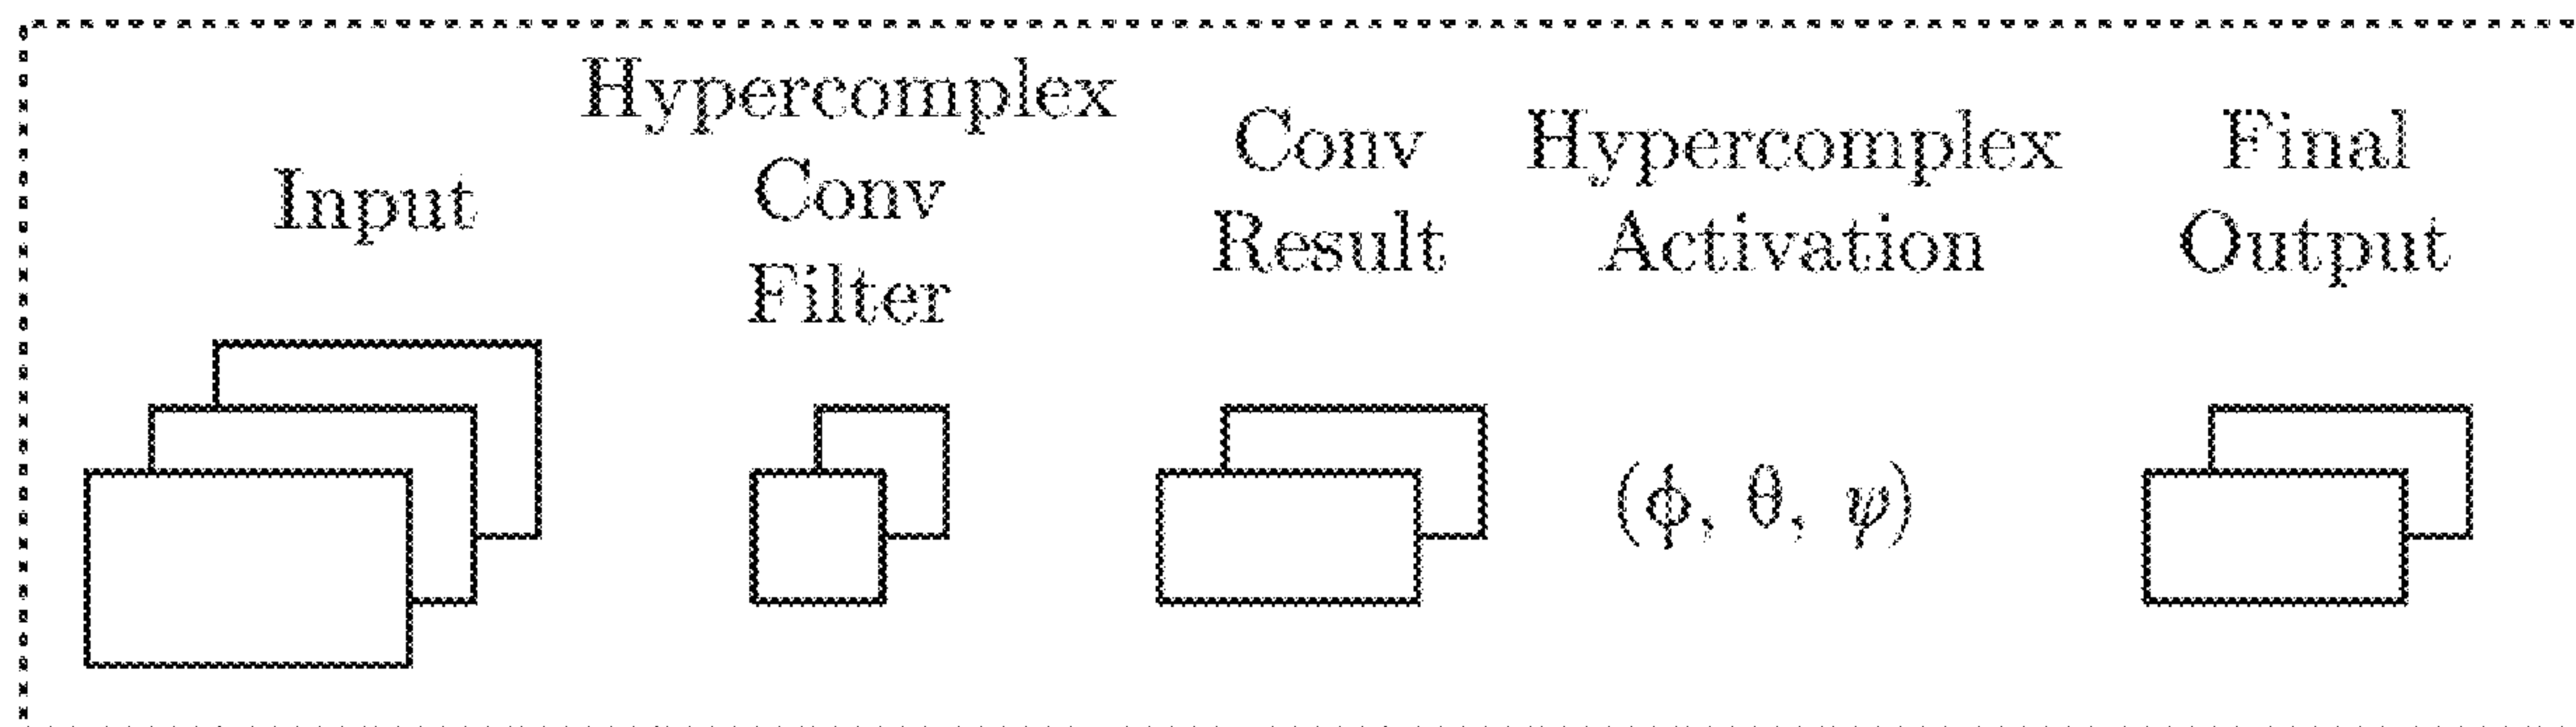 Input
Hypercomplex
Conv
Filter
Conv
Result
Hypercomplex
Activation
(ϕ, θ, ψ)
Final
Output